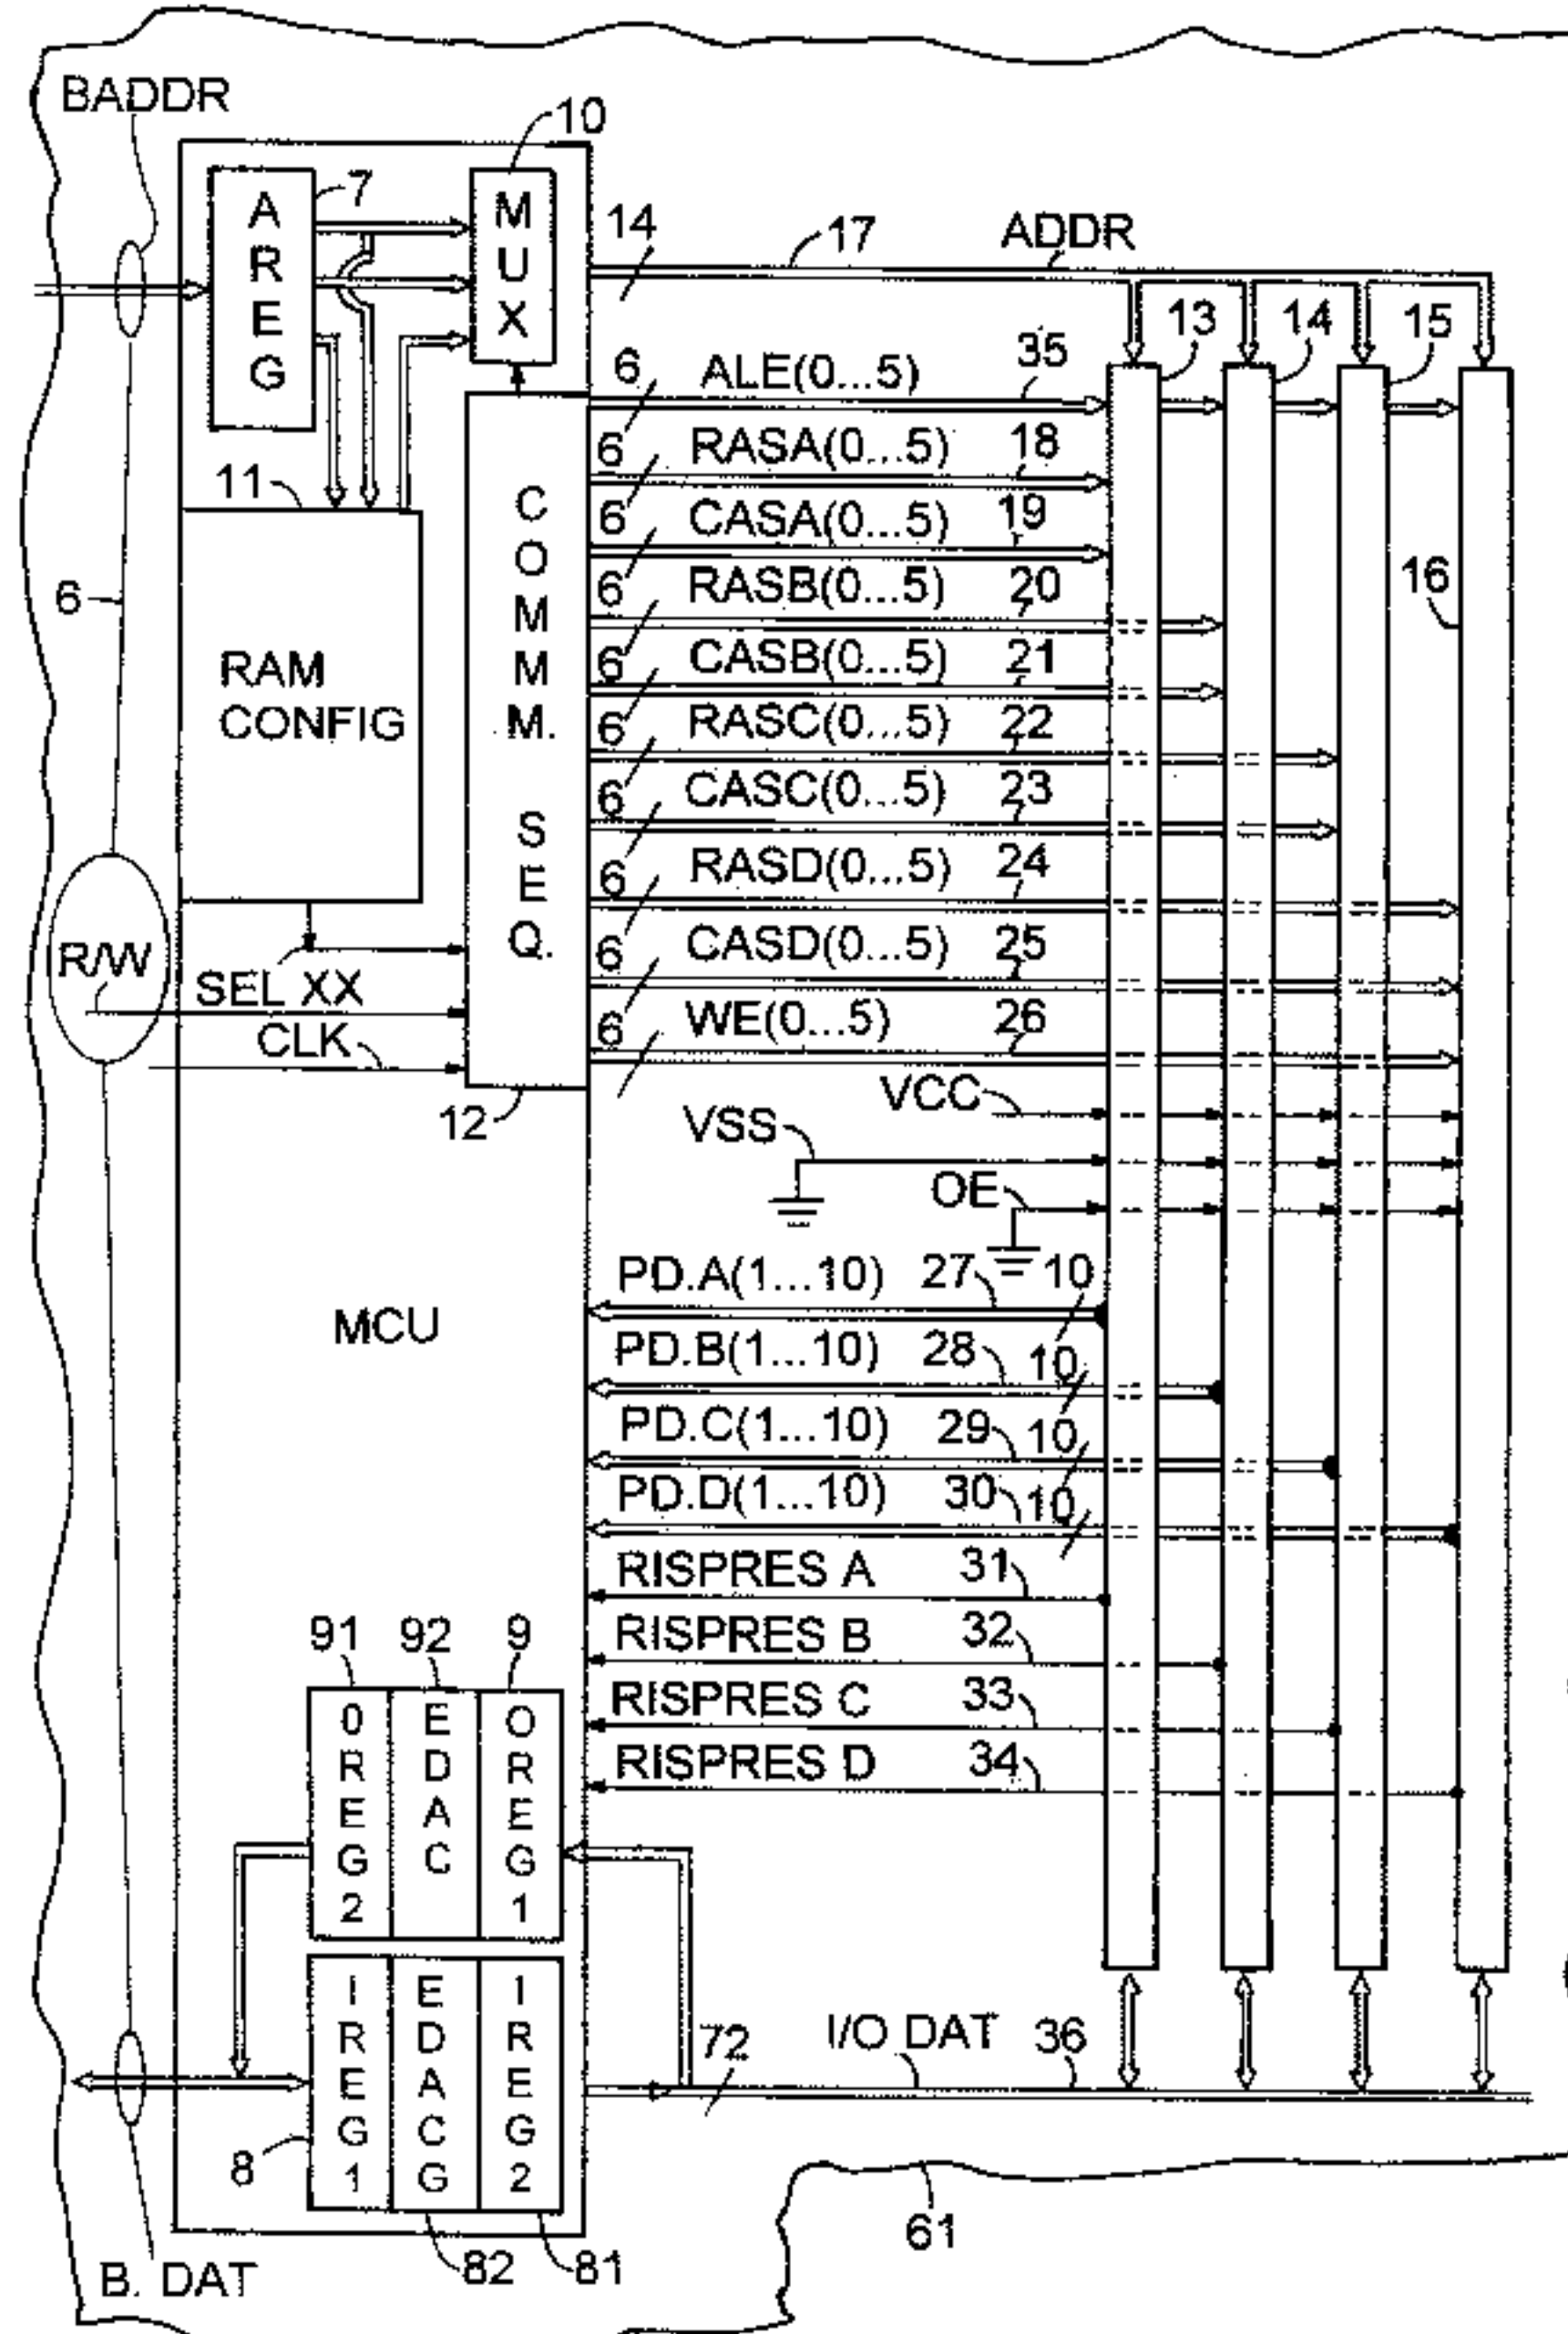 BADDR
10
7
A
R
E
G
M
U
X
14
17
ADDR
13
14
15
6
ALE(0...5)
35
6
RASA(0...5)
18
11
6
CASA(0...5)
19
6
RASB(0...5)
20
16
6
6
CASB(0...5)
21
RAM
CONFIG
6
RASC(0...5)
22
6
CASC(0...5)
23
6
RASD(0...5)
24
C
O
M
M.
S
E
Q.
R/W
6
CASD(0...5)
25
SEL XX
6
WE(0...5)
26
CLK
12
VCC
VSS
OE
PD.A(1...10)
27
10
MCU
PD.B(1...10)
28
10
PD.C(1...10)
29
10
PD.D(1...10)
30
10
RISPRES A
31
91
92
9
RISPRES B
32
RISPRES C
33
RISPRES D
34
0
R
E
G
2
E
D
A
C
O
R
E
G
1
I
R
E
G
1
E
D
A
C
G
I
R
E
G
2
72
I/O DAT
36
8
61
B. DAT
82
81